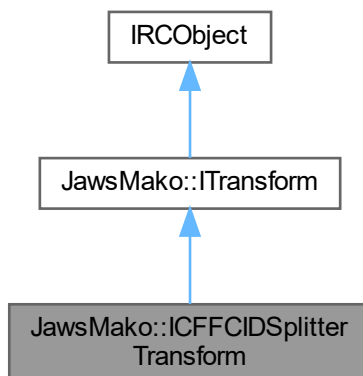 IRCObject
JawsMako::ITransform
JawsMako::ICFFCIDSplitter
Transform